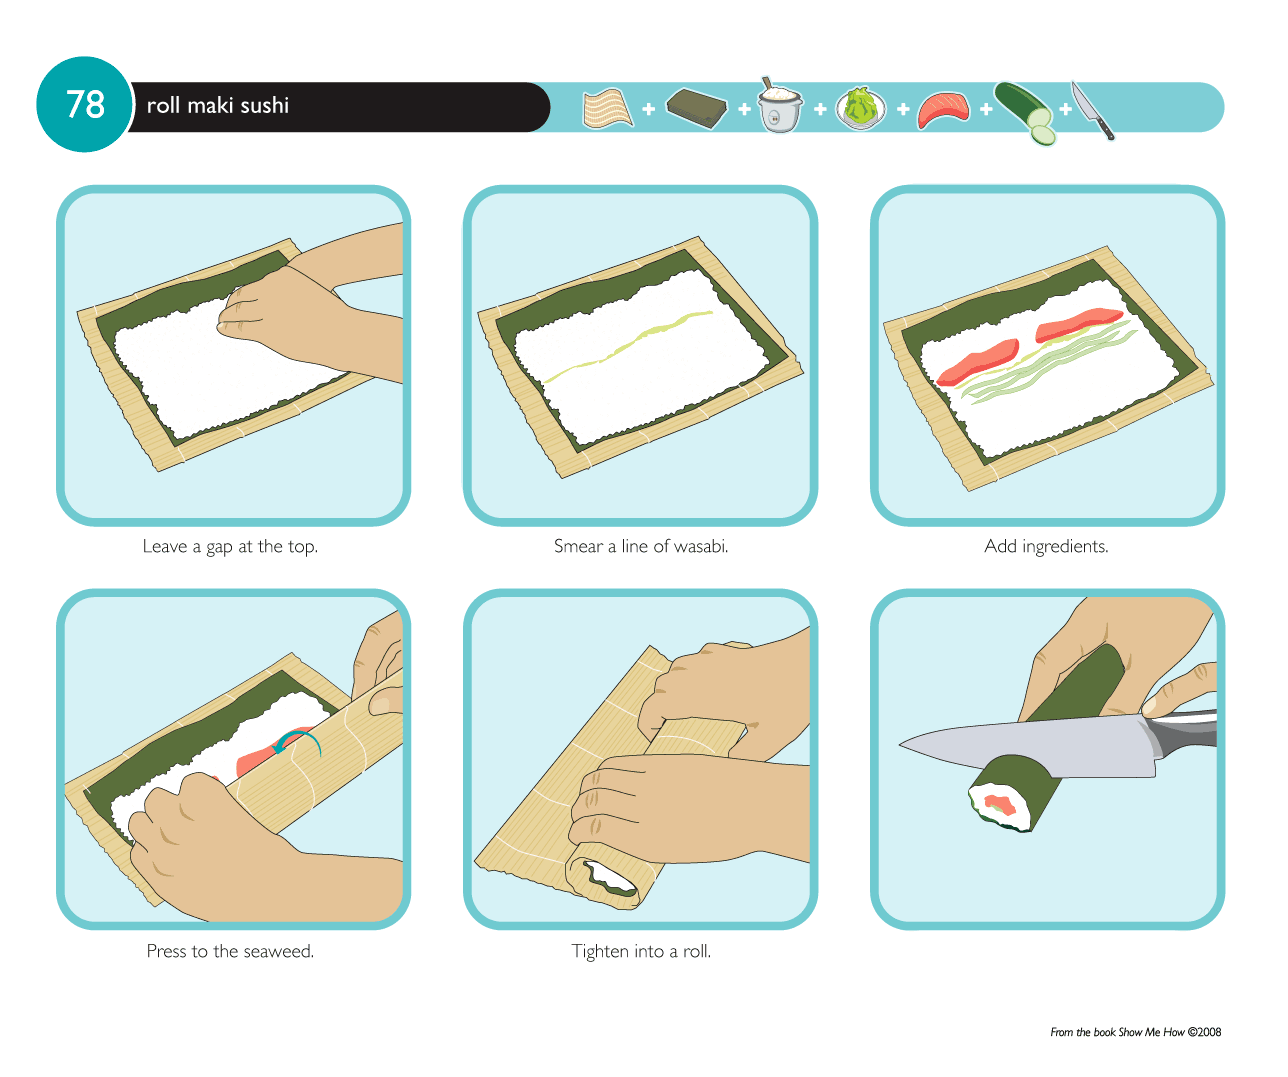 78
roll maki sushi
Leave a gap at the top.
Smear a line of wasabi.
Add ingredients.
Press to the seaweed.
Tighten into a roll.
From the book Show Me How ©2008